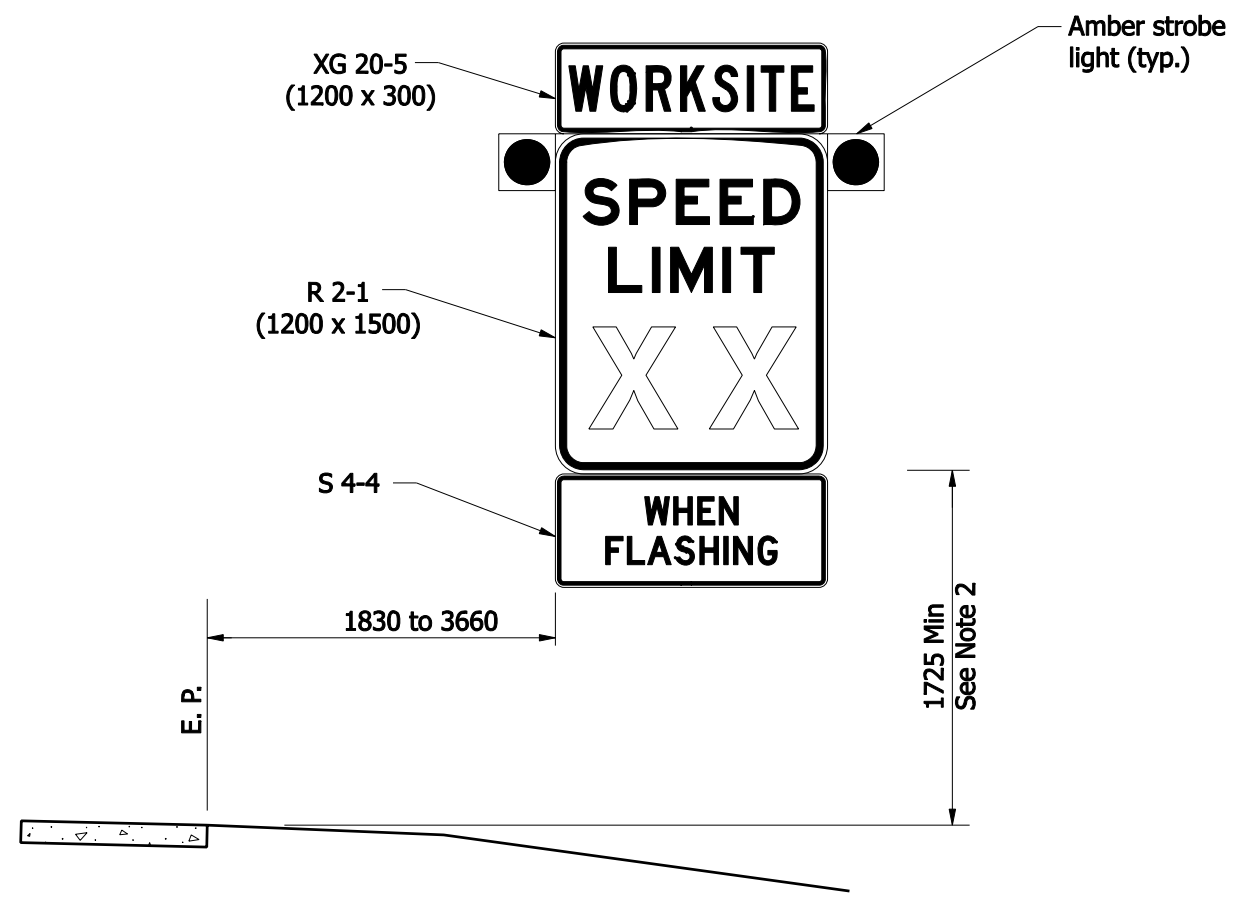 XG 20-5
(1200 x 300)
WORKSITE
Amber strobe
light (typ.)
SPEED
LIMIT
X X
R 2-1
(1200 x 1500)
S 4-4
WHEN
FLASHING
1830 to 3660
E. P.
1725 Min
See Note 2